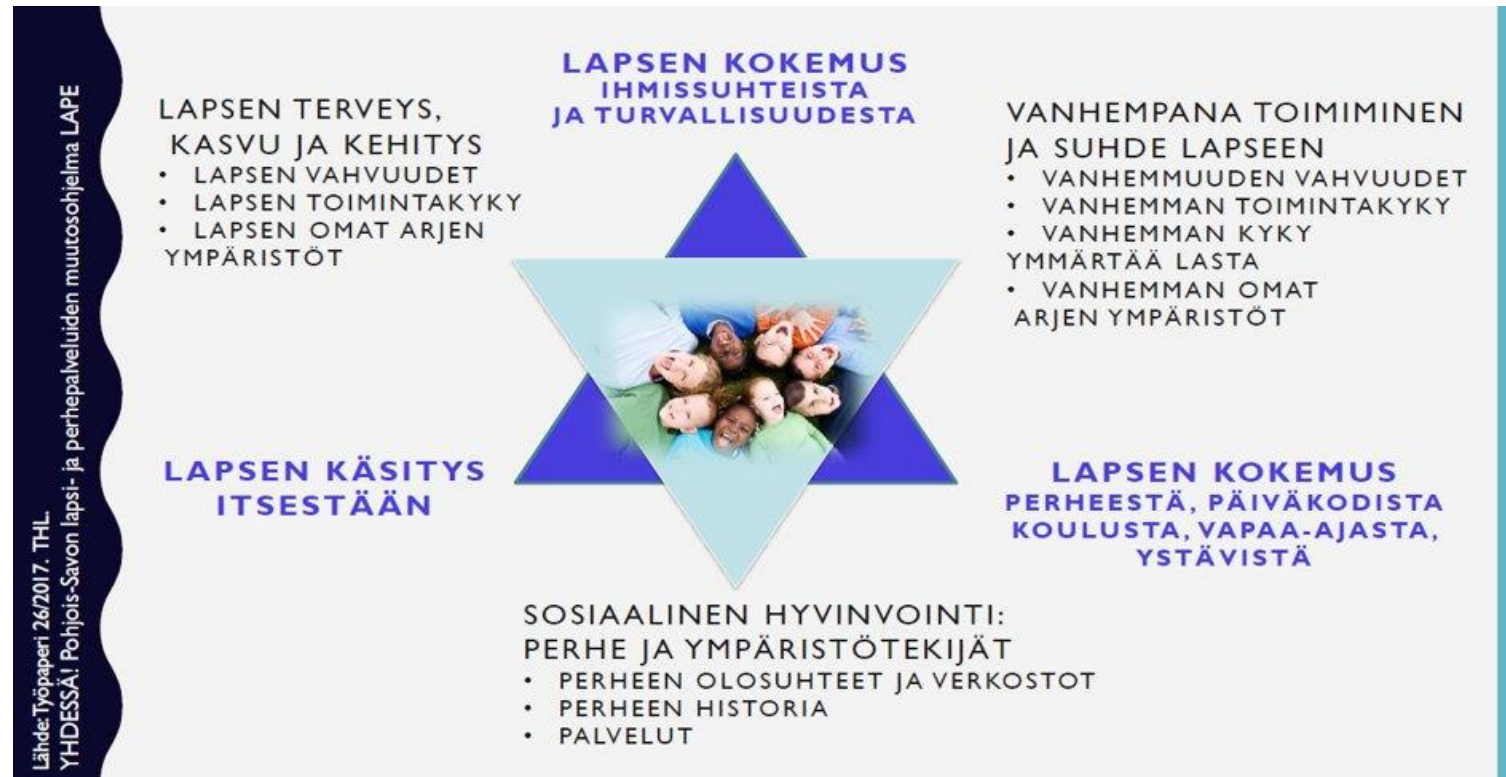 Lähde: Työpaperi 26/2017. THL.
YHDESSÄ! Pohjois-Savon lapsi- ja perhepalveluiden muutosohjelma LAPE
LAPSEN KOKEMUS
IHMISSUHTEISTA
JA TURVALLISUUDESTA
LAPSEN TERVEYS,
KASVU JA KEHITYS
• LAPSEN VAHVUUDET
• LAPSEN TOIMINTAKYKY
• LAPSEN OMAT ARJEN
YMPÄRISTÖT
VANHEMPANA TOIMIMINEN
JA SUHDE LAPSEEN
• VANHEMMUUDEN VAHVUUDET
• VANHEMMAN TOIMINTAKYKY
• VANHEMMAN KYKY
YMMÄRTÄÄ LASTA
• VANHEMMAN OMAT
ARJEN YMPÄRISTÖT
LAPSEN KÄSITYS
ITSESTÄÄN
LAPSEN KOKEMUS
PERHEESTÄ, PÄIVÄKODISTA
KOULUSTA, VAPAA-AJASTA,
YSTÄVISTÄ
SOSIAALINEN HYVINVOINTI:
PERHE JA YMPÄRISTÖTEKIJÄT
• PERHEEN OLOSUHTEET JA VERKOSTOT
• PERHEEN HISTORIA
• PALVELUT